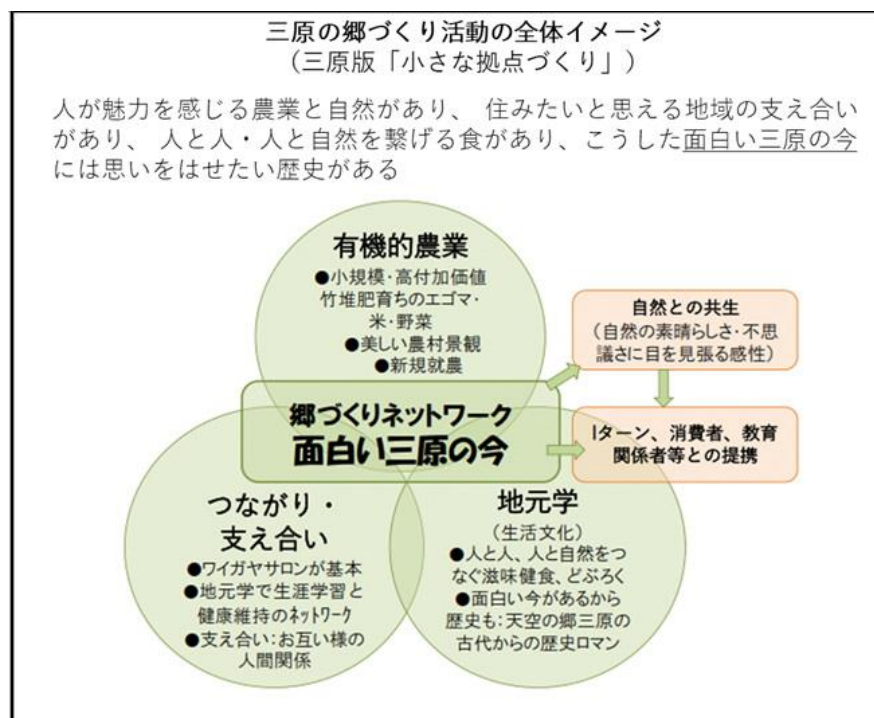 三原の郷づくり活動の全体イメージ
（三原版「小さな拠点づくり」）
人が魅力を感じる農業と自然があり、 住みたいと思える地域の支え合い
があり、 人と人・人と自然を繋げる食があり、こうした面白い三原の今
には思いをはせたい歴史がある
有機的農業
●小規模・高付加価値
竹堆肥育ちのエゴマ・
米・野菜
●美しい農村景観
●新規就農
自然との共生
（自然の素晴らしさ・不思
議さに目を見張る感性）
郷づくりネットワーク
面白い三原の今
Iターン、消費者、教育
関係者等との提携
つながり・
支え合い
●ワイガヤサロンが基本
●地元学で生涯学習と
健康維持のネットワーク
●支え合い：お互い様の
人間関係
地元学
（生活文化）
●人と人、人と自然をつ
なぐ滋味健食、どぶろく
●面白い今があるから
歴史も：天空の郷三原の
古代からの歴史ロマン